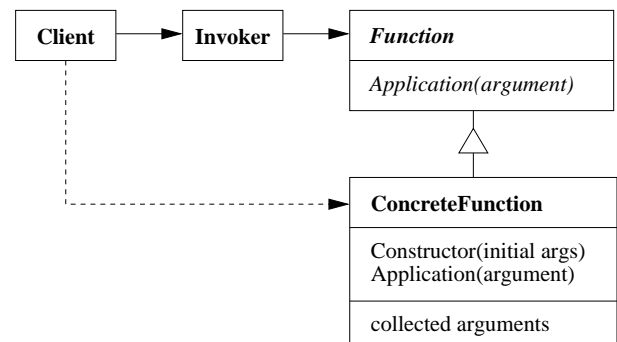 Client
Invoker
Function
Application(argument)
ConcreteFunction
Constructor(initial args)
Application(argument)
collected arguments